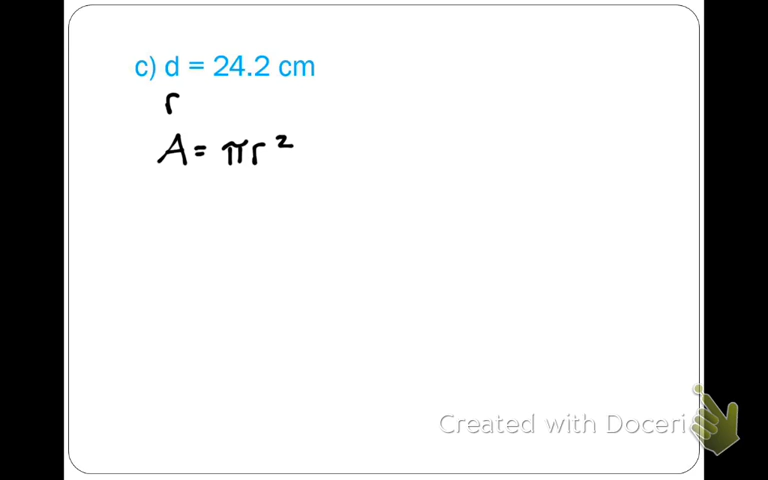 c) d = 24.2 cm
r
A = πr²
Created with Doceri